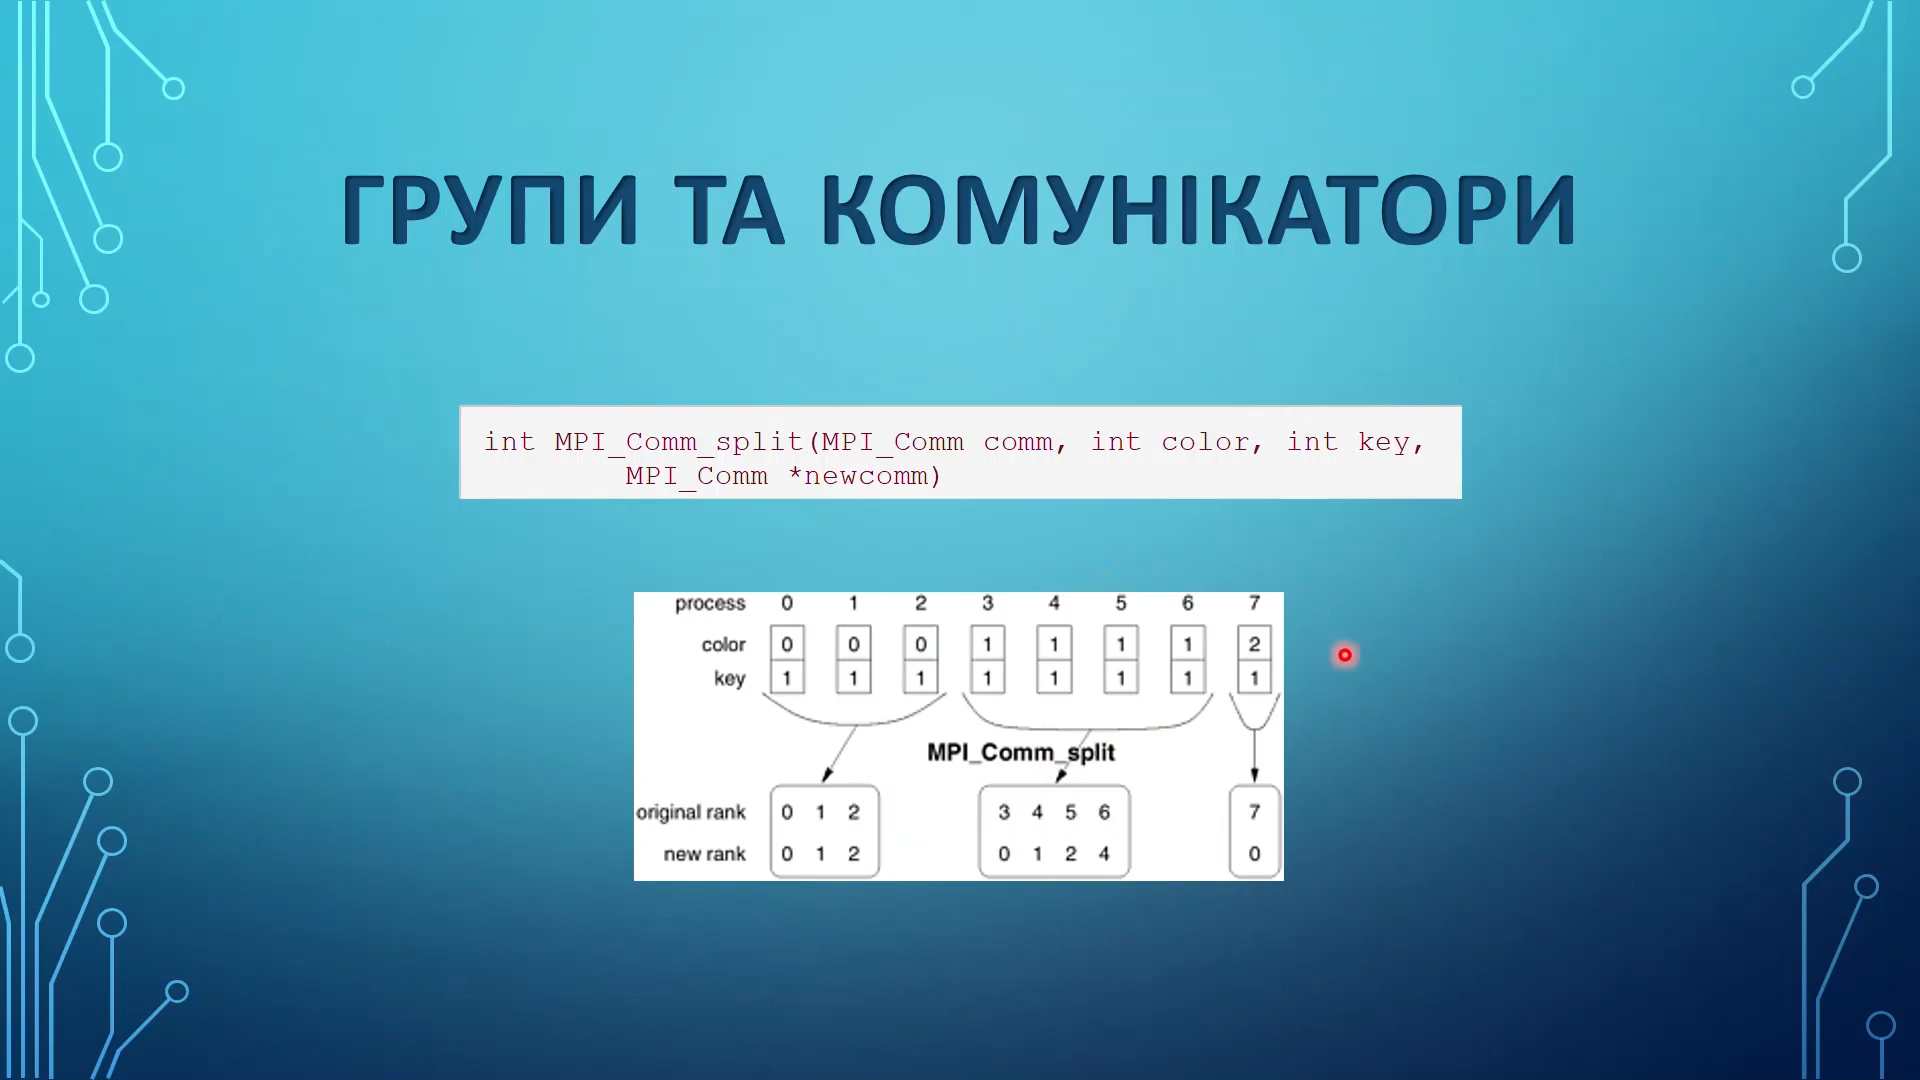 ГРУПИ ТА КОМУНІКАТОРИ
int MPI_Comm_split(MPI_Comm comm, int color, int key,
MPI_Comm *newcomm)
process 0 1 2 3 4 5 6 7
color 0 0 0 1 1 1 1 2
key 1 1 1 1 1 1 1 1
MPI_Comm_split
original rank 0 1 2 3 4 5 6 7
new rank 0 1 2 0 1 2 4 0